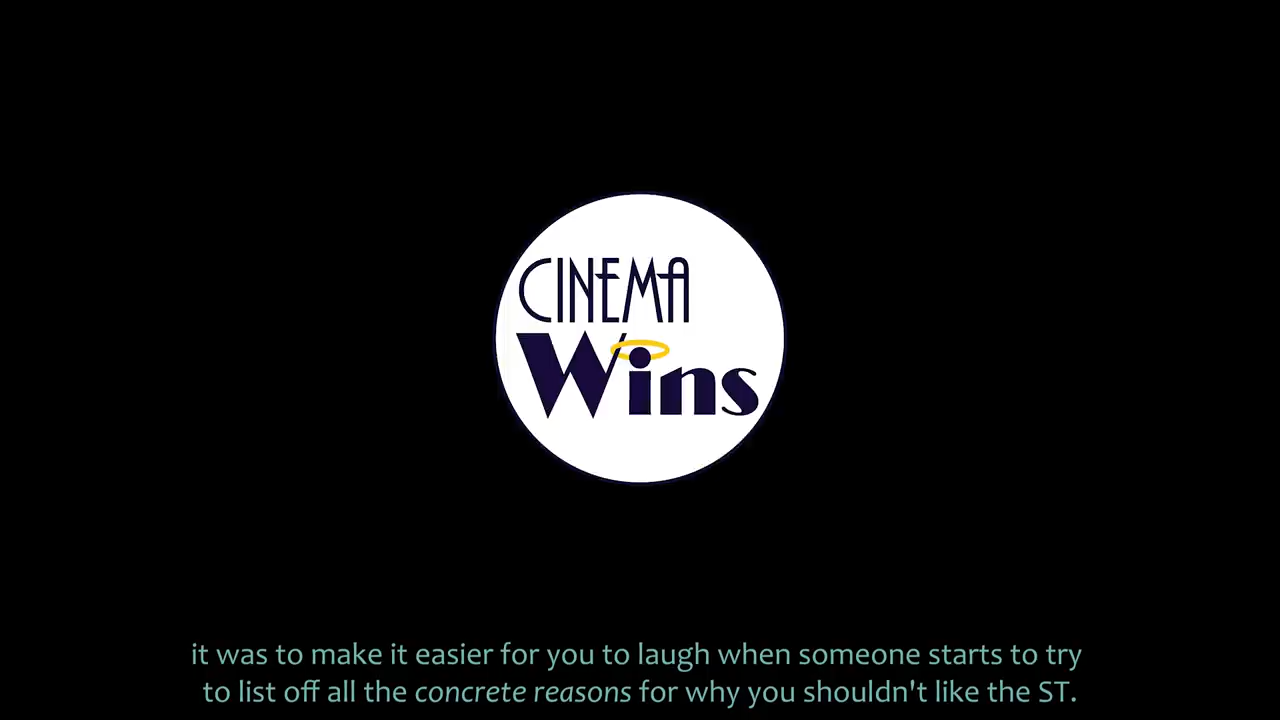 CINEMA
Wins
it was to make it easier for you to laugh when someone starts to try
to list off all the concrete reasons for why you shouldn't like the ST.